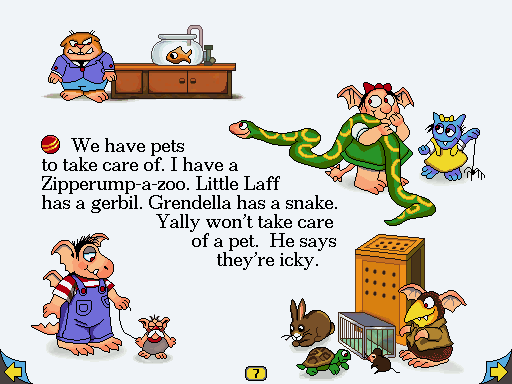 We have pets
to take care of. I have a
Zipperump-a-zoo. Little Laff
has a gerbil. Grendella has a snake.
Yally won't take care
of a pet. He says
they're icky.
7